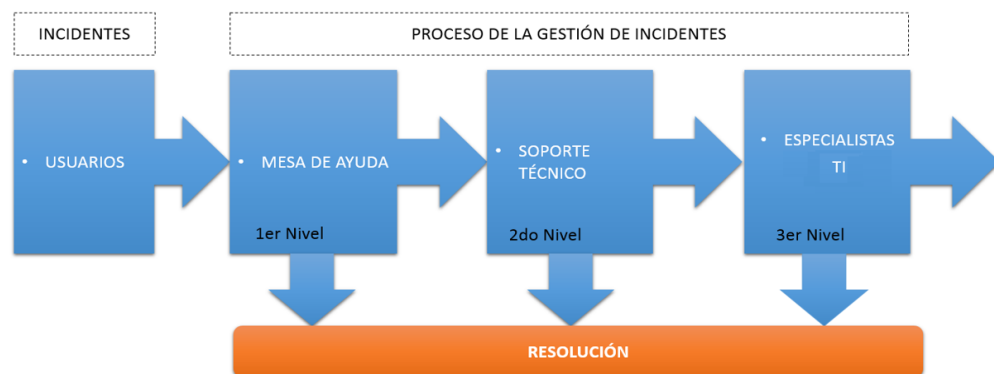 INCIDENTES
PROCESO DE LA GESTIÓN DE INCIDENTES
• USUARIOS
• MESA DE AYUDA
1er Nivel
• SOPORTE
TÉCNICO
2do Nivel
• ESPECIALISTAS
TI
3er Nivel
RESOLUCIÓN